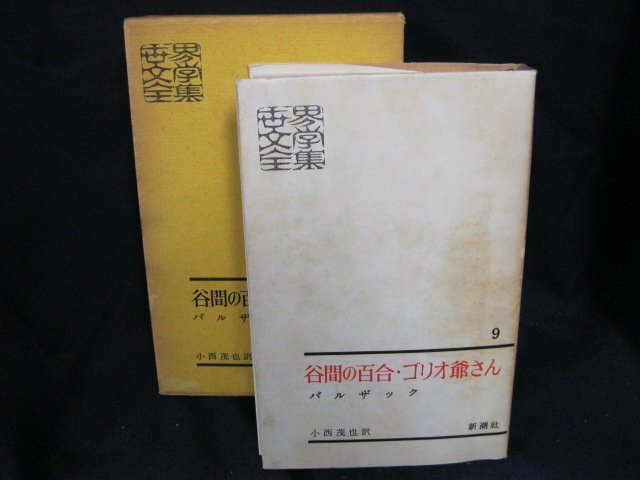 世界
文学
全集
谷間の百
バルザ
小西茂也訳
世界
文学
全集
9
谷間の百合・ゴリオ爺さん
バルザック
小西茂也訳 新潮社